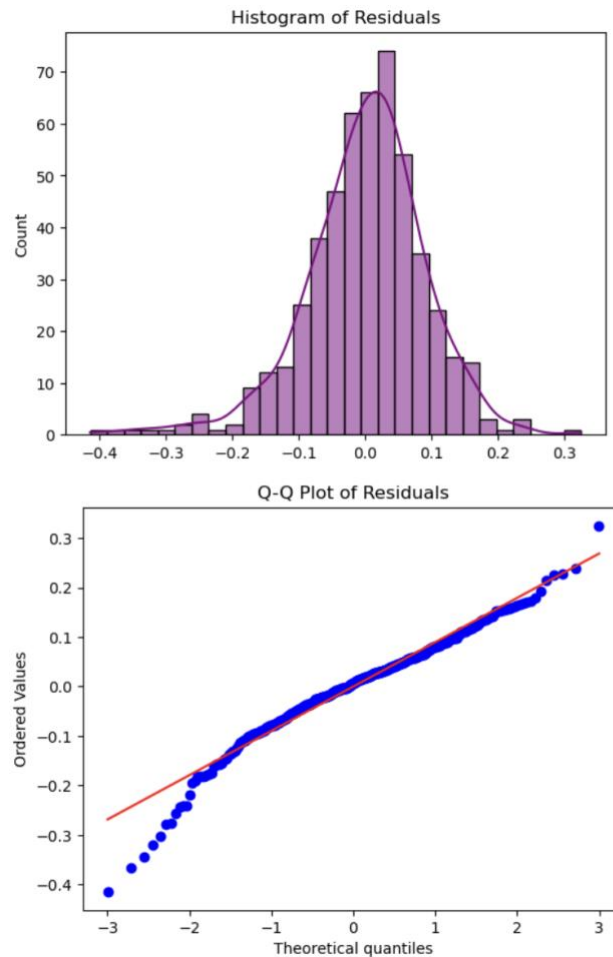 Histogram of Residuals
70
60
50
40
30
20
10
0
Count
−0.4 −0.3 −0.2 −0.1 0.0 0.1 0.2 0.3
Q-Q Plot of Residuals
0.3
0.2
0.1
0.0
−0.1
−0.2
−0.3
−0.4
Ordered Values
−3 −2 −1 0 1 2 3
Theoretical quantiles